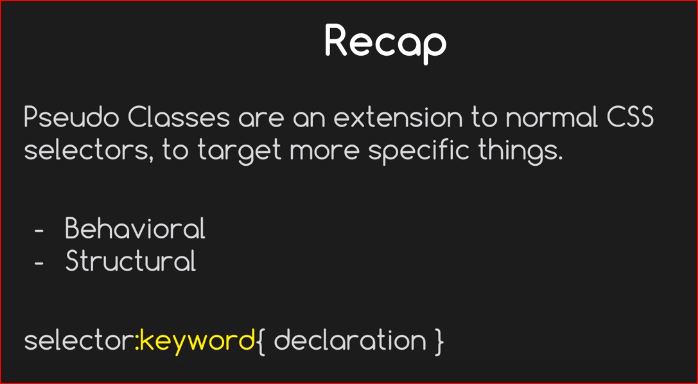 Recap
Pseudo Classes are an extension to normal CSS
selectors, to target more specific things.
- Behavioral
- Structural
selector:keyword{ declaration }